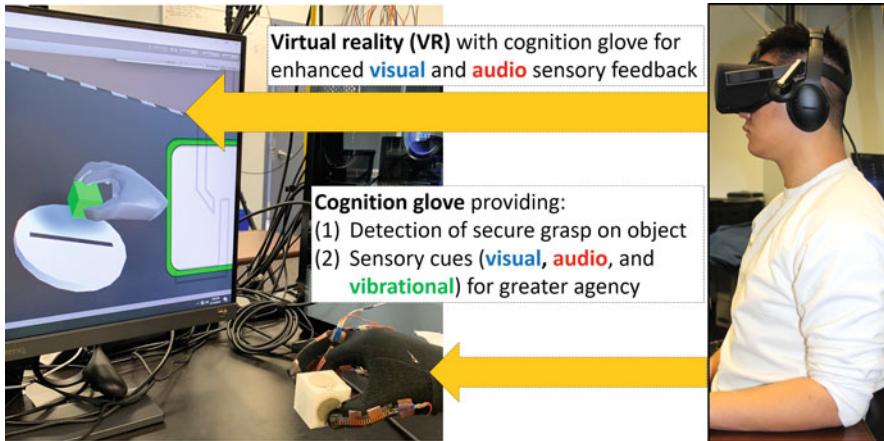 Virtual reality (VR) with cognition glove for
enhanced visual and audio sensory feedback
Cognition glove providing:
(1) Detection of secure grasp on object
(2) Sensory cues (visual, audio, and
vibrational) for greater agency
BenQ